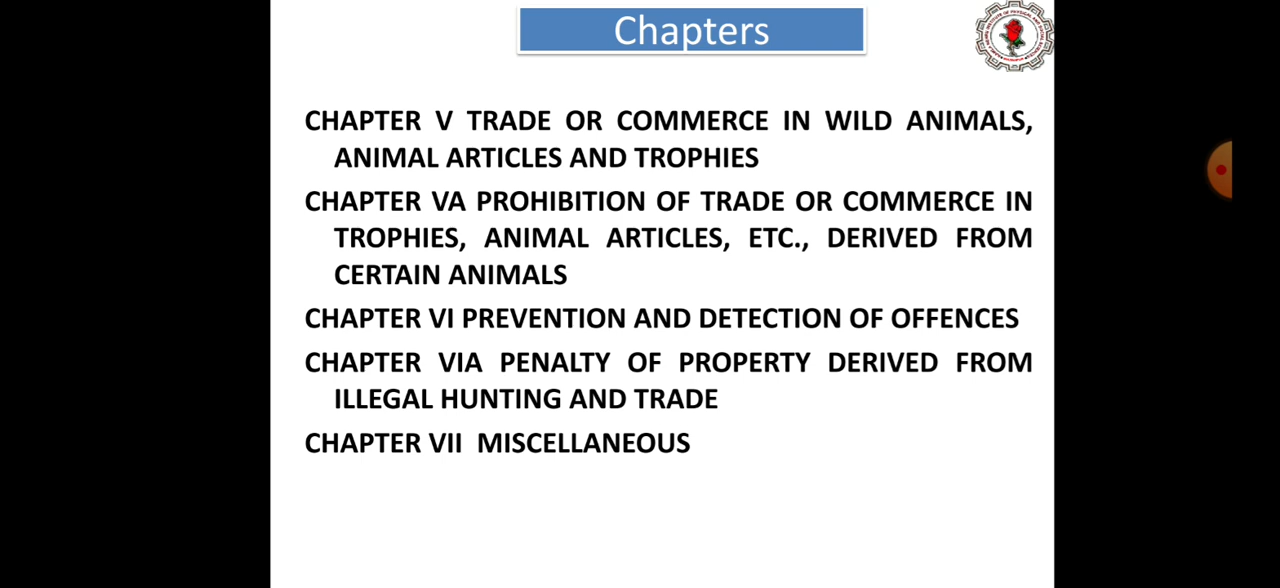 Chapters
CHAPTER V TRADE OR COMMERCE IN WILD ANIMALS,
ANIMAL ARTICLES AND TROPHIES
CHAPTER VA PROHIBITION OF TRADE OR COMMERCE IN
TROPHIES, ANIMAL ARTICLES, ETC., DERIVED FROM
CERTAIN ANIMALS
CHAPTER VI PREVENTION AND DETECTION OF OFFENCES
CHAPTER VIA PENALTY OF PROPERTY DERIVED FROM
ILLEGAL HUNTING AND TRADE
CHAPTER VII MISCELLANEOUS